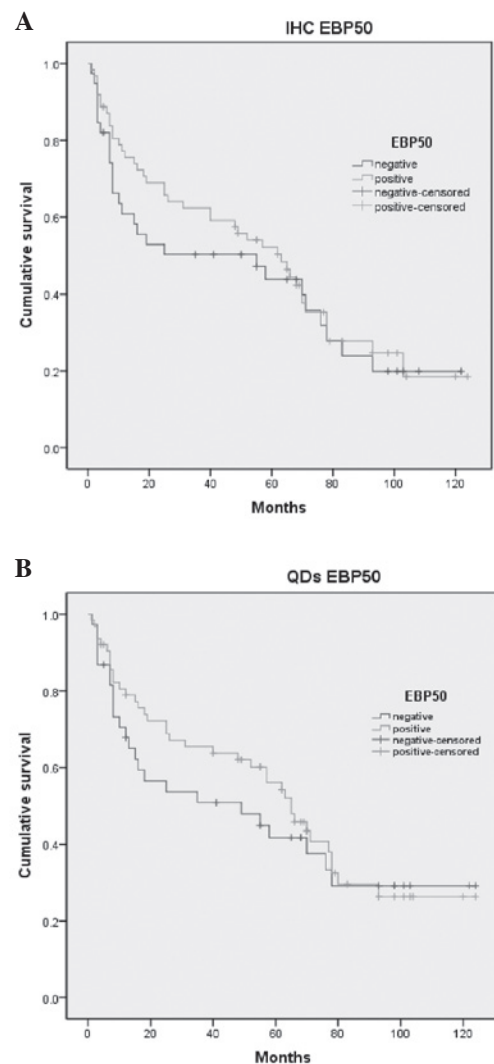 A
IHC EBP50
1.0
0.8
0.6
0.4
0.2
0.0
Cumulative survival
EBP50
negative
positive
negative-censored
positive-censored
0 20 40 60 80 100 120
Months
B
QDs EBP50
1.0
0.8
0.6
0.4
0.2
0.0
Cumulative survival
EBP50
negative
positive
negative-censored
positive-censored
0 20 40 60 80 100 120
Months